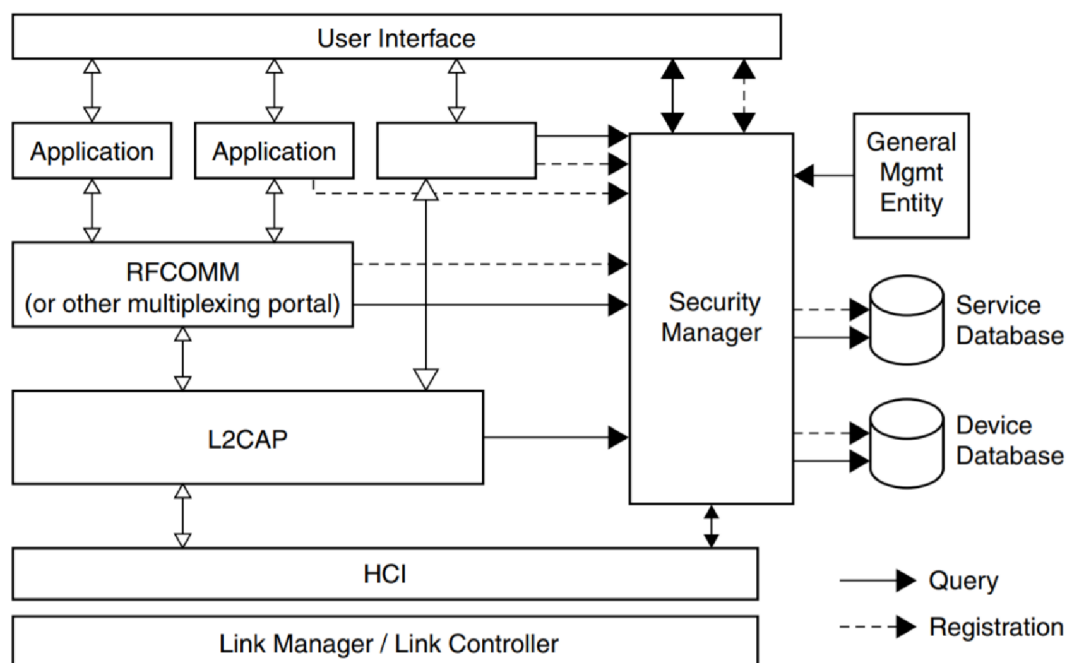 User Interface
Application
Application
General
Mgmt
Entity
RFCOMM
(or other multiplexing portal)
Security
Manager
Service
Database
L2CAP
Device
Database
HCI
Query
Link Manager / Link Controller
Registration